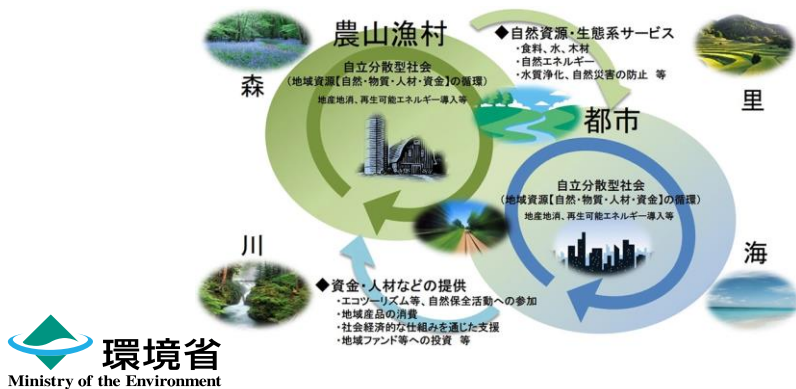 農山漁村
自立分散型社会
（地域資源【自然・物質・人材・資金】の循環）
地産地消、再生可能エネルギー導入等
◆自然資源・生態系サービス
・食料、水、木材
・自然エネルギー
・水質浄化、自然災害の防止 等
森
里
都市
自立分散型社会
（地域資源【自然・物質・人材・資金】の循環）
地産地消、再生可能エネルギー導入等
川
海
◆資金・人材などの提供
・エコツーリズム等、自然保全活動への参加
・地域産品の消費
・社会経済的な仕組みを通じた支援
・地域ファンド等への投資 等
環境省
Ministry of the Environment